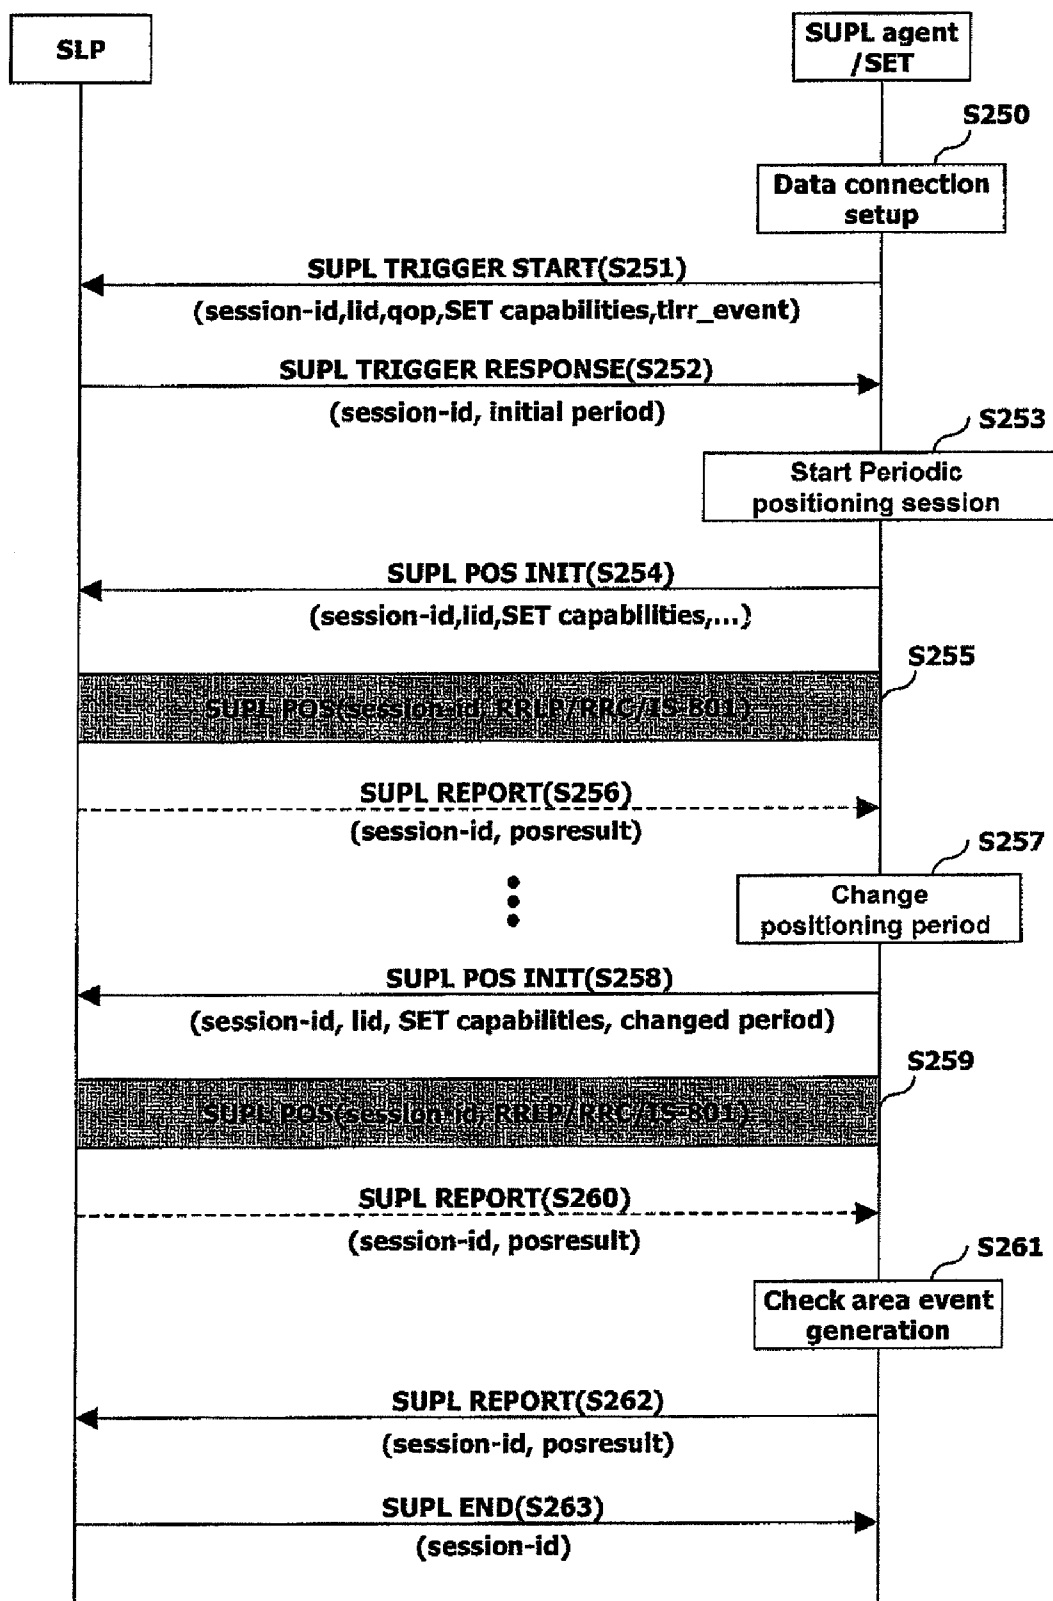 SLP
SUPL agent
/SET
S250
Data connection
setup
SUPL TRIGGER START(S251)
(session-id,lid,qop,SET capabilities,tlrr_event)
SUPL TRIGGER RESPONSE(S252)
(session-id, initial period)
S253
Start Periodic
positioning session
SUPL POS INIT(S254)
(session-id,lid,SET capabilities,...)
S255
SUPL POS(session-id, RRLP/RRC/IS-801)
SUPL REPORT(S256)
(session-id, posresult)
S257
Change
positioning period
SUPL POS INIT(S258)
(session-id, lid, SET capabilities, changed period)
S259
SUPL POS(session-id, RRLP/RRC/IS-801)
SUPL REPORT(S260)
(session-id, posresult)
S261
Check area event
generation
SUPL REPORT(S262)
(session-id, posresult)
SUPL END(S263)
(session-id)